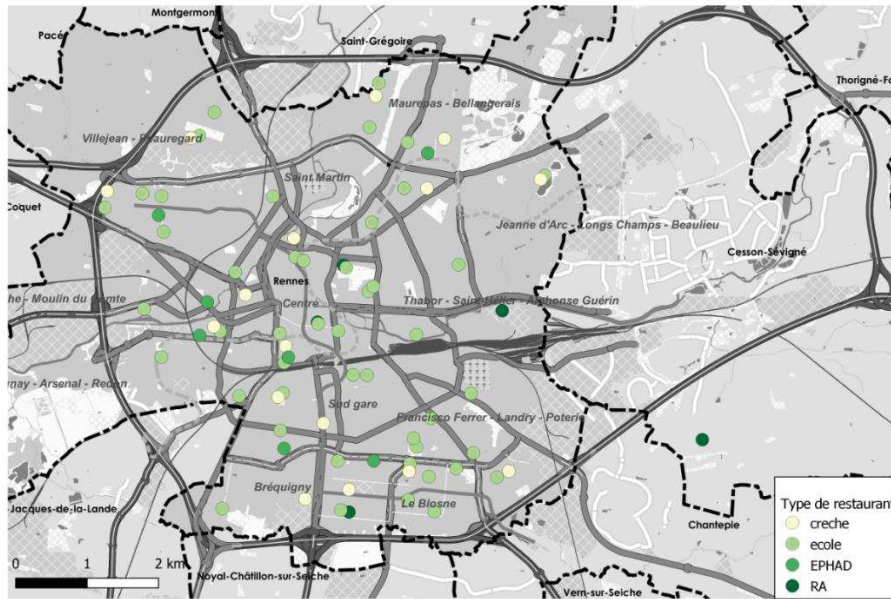 Montgermont
Pacé
Saint-Grégoire
Thorigné-Fo
Maurepas - Bellangerais
Villejean - Beauregard
Saint Martin
Coquet
Jeanne d'Arc - Longs Champs - Beaulieu
Cesson-Sévigné
Rennes
he - Moulin du Comte
Centre
Thabor - Saint-Hélier - Alphonse Guérin
unay - Arsenal - Redon
Sud gare
Francisco Ferrer - Landry - Poterie
Bréquigny
Le Blosne
Jacques-de-la-Lande
Chantepie
Noyal-Châtillon-sur-Seiche
Vern-sur-Seiche
0 1 2 km
Type de restaurant
creche
ecole
EPHAD
RA